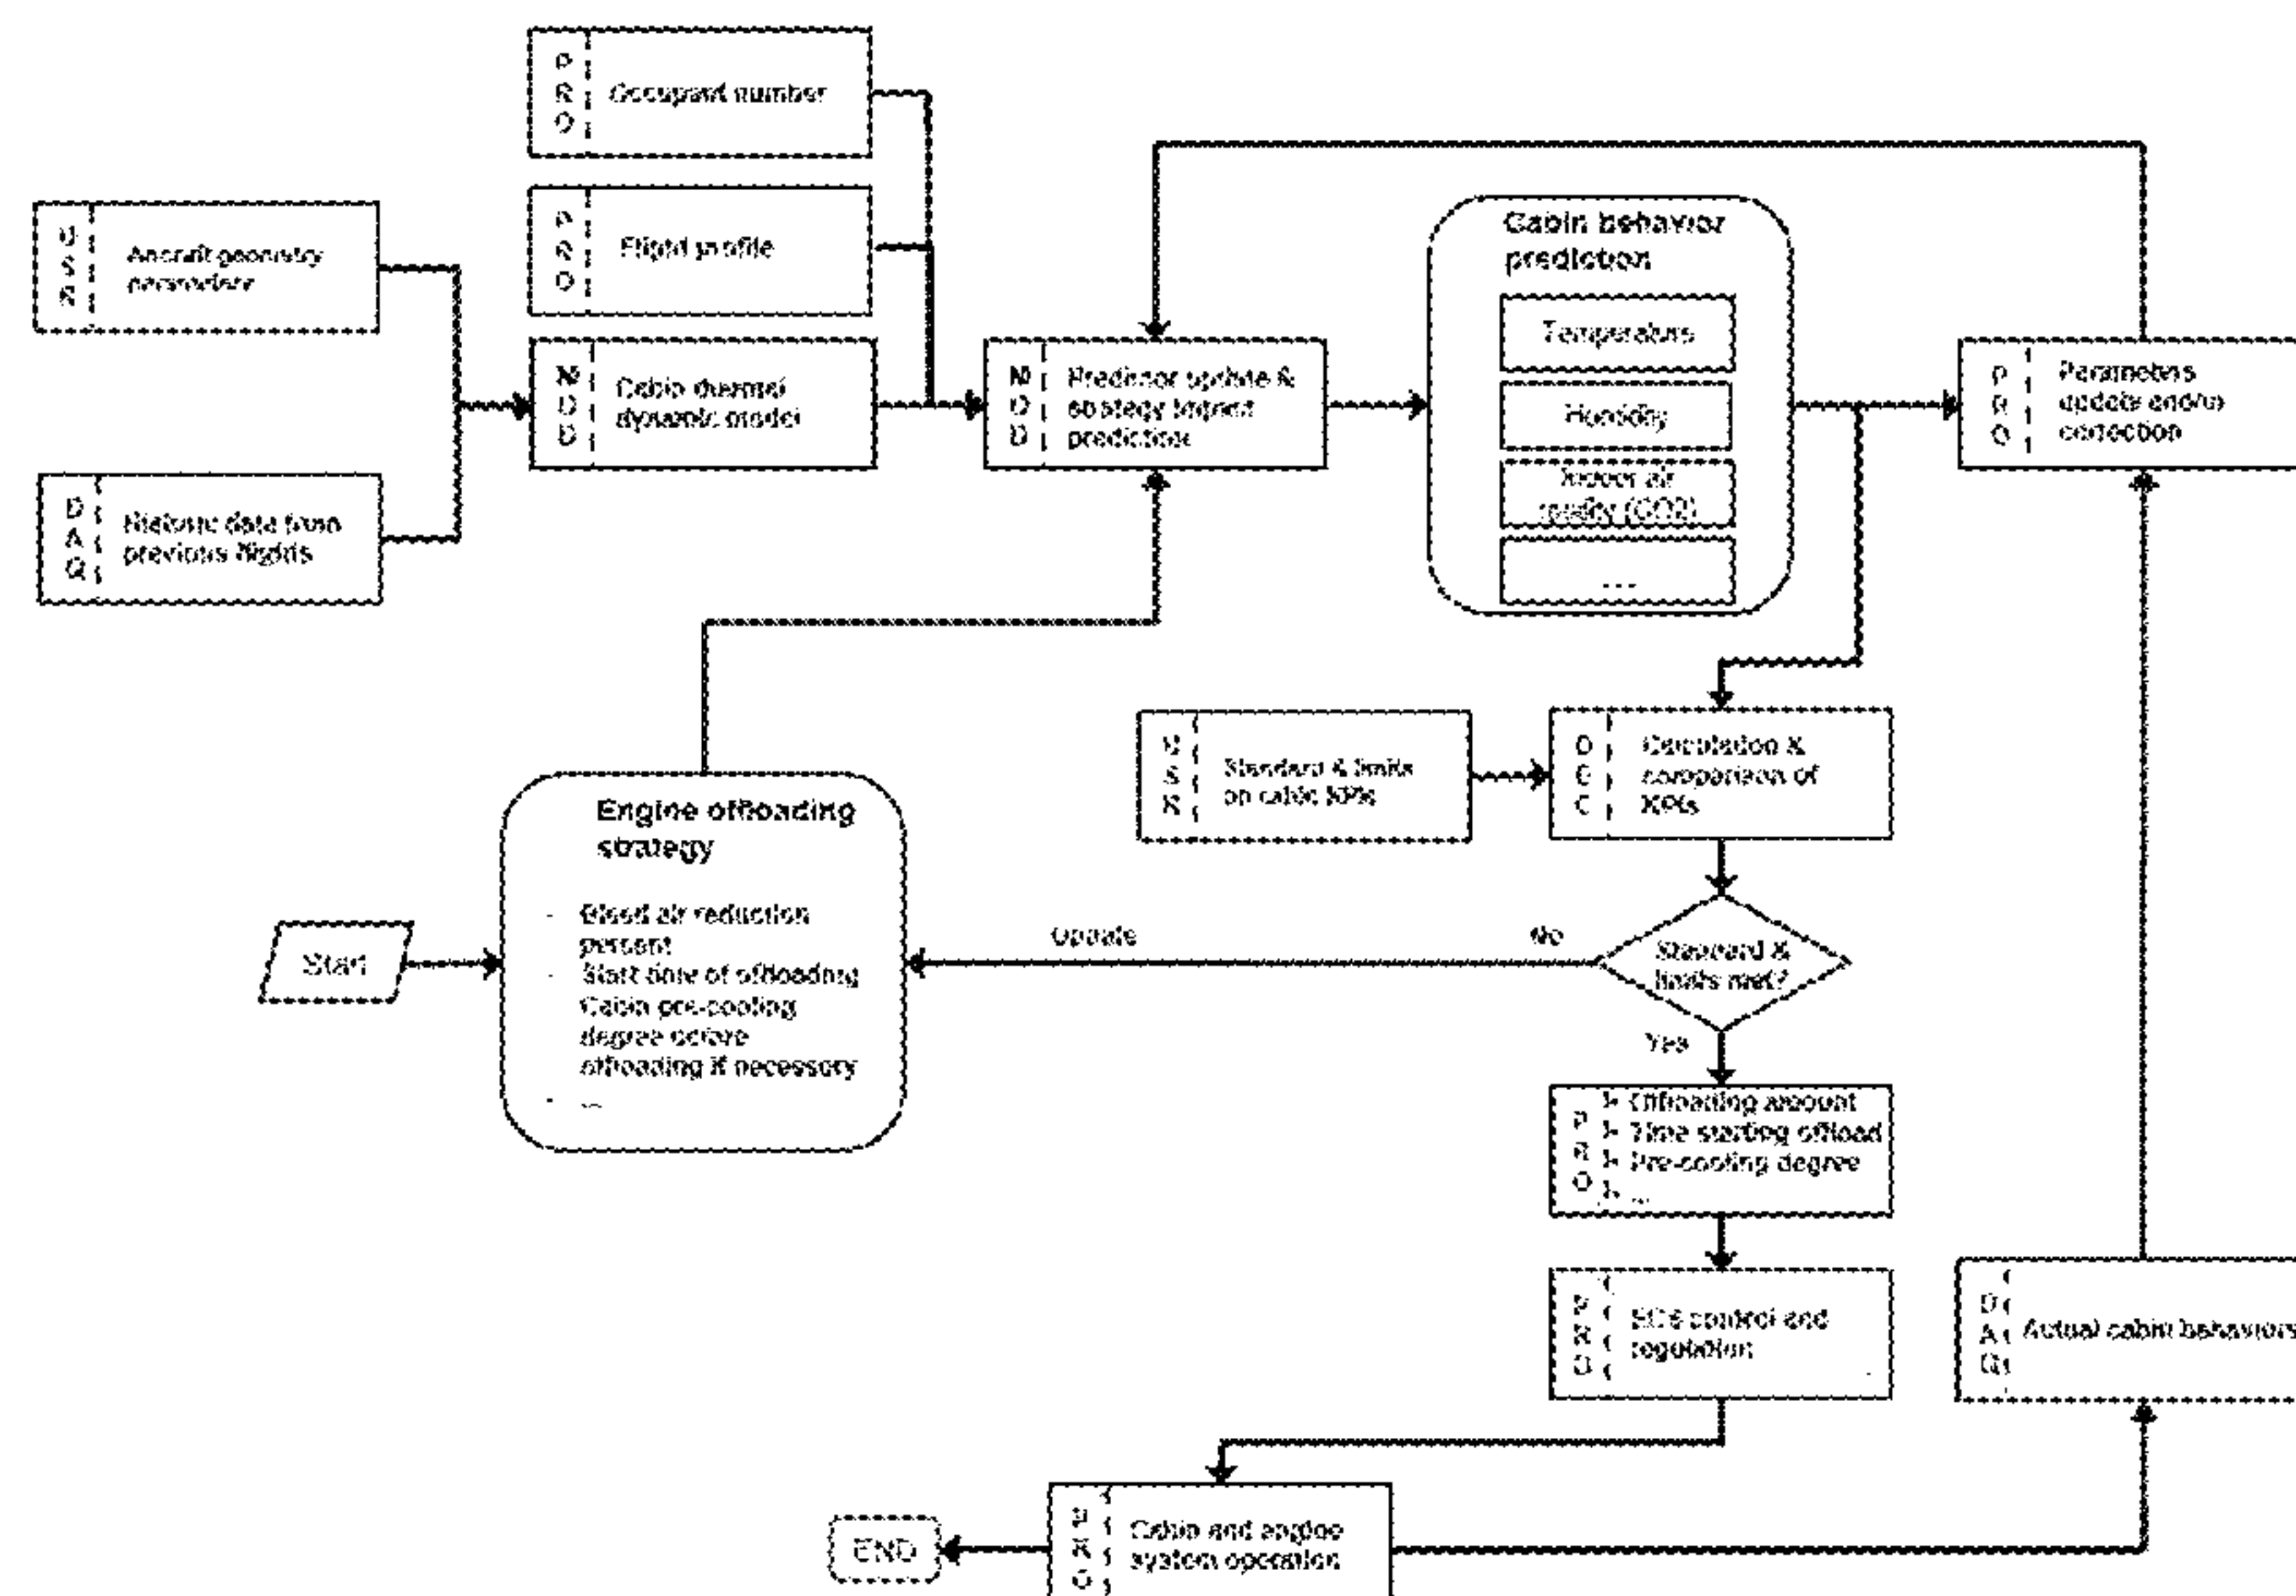 P
R
O
Occupant number
P
R
O
Flight profile
U
S
R
Aircraft geometry
parameters
D
A
Q
Historic data from
previous flights
M
O
D
Cabin thermal
dynamic model
M
O
D
Predictor update &
strategy based
prediction
Cabin behavior
prediction
Temperature
Humidity
Indoor air
quality (CO2)
...
P
R
O
Parameters
update and/or
correction
U
S
R
Standard & limits
on cabin KPIs
D
E
C
Calculation &
comparison of
KPIs
Start
Engine offloading
strategy
- Bleed air reduction
percent
- Start time of offloading
Cabin pre-cooling
degree before
offloading if necessary
- ...
Update
No
Standard &
limits met?
Yes
P
R
O
- Offloading amount
- Time starting offload
- Pre-cooling degree
- ...
P
R
O
ECS control and
regulation
D
A
Q
Actual cabin behaviors
END
P
R
O
Cabin and engine
system operation